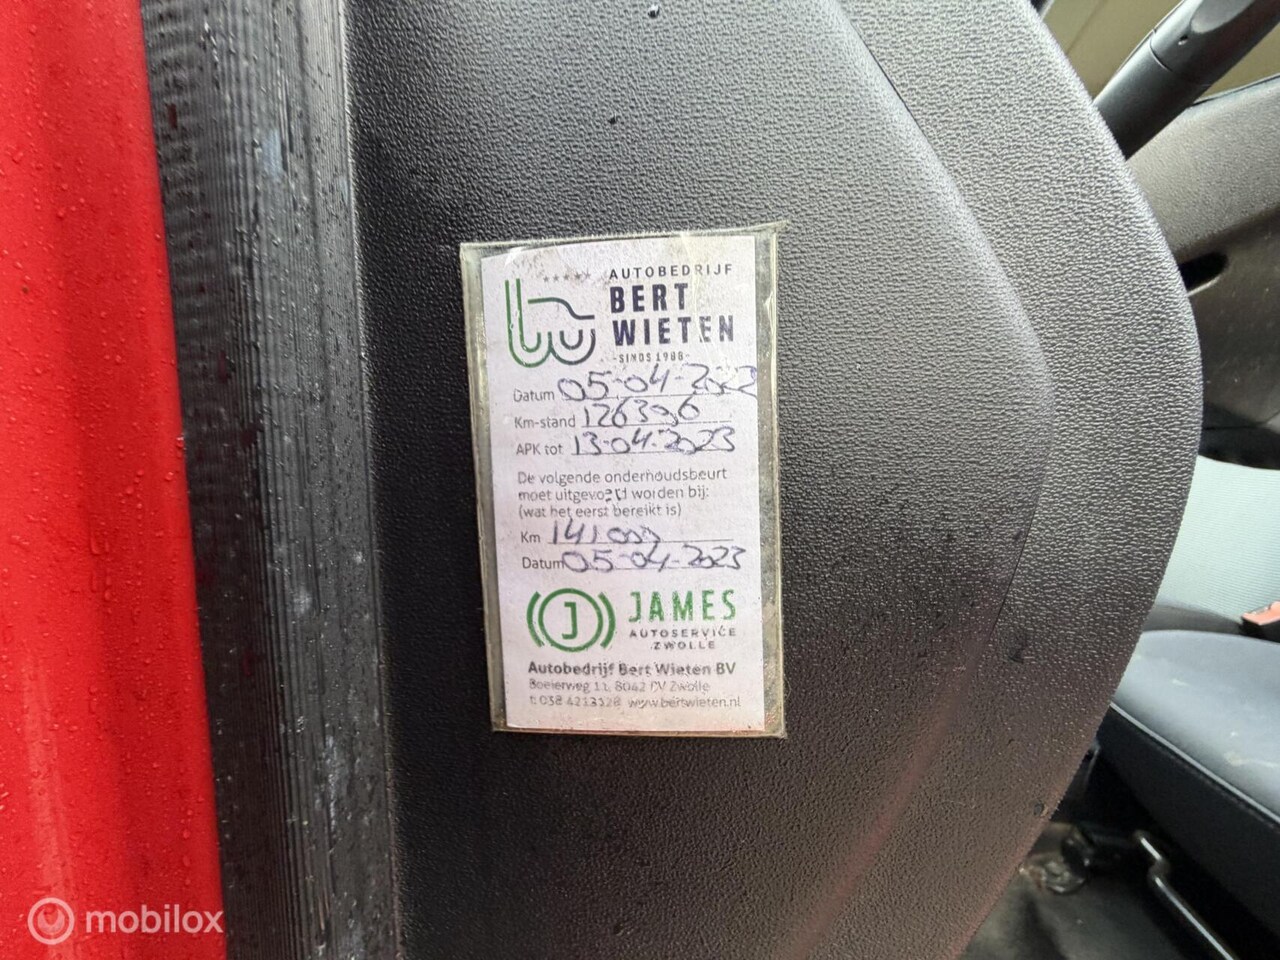 AUTOBEDRIJF
BERT
WIETEN
-SINDS 1988-
Datum 05-04-2022
Km-stand 126396
APK tot 13-04-2023
De volgende onderhoudsbeurt
moet uitgevoerd worden bij:
(wat het eerst bereikt is)
Km 141000
Datum 05-04-2023
J JAMES
AUTOSERVICE
ZWOLLE
Autobedrijf Bert Wieten BV
Boeierweg 11, 8042 PV Zwolle
t: 038 4213128 www.bertwieten.nl
mobilox